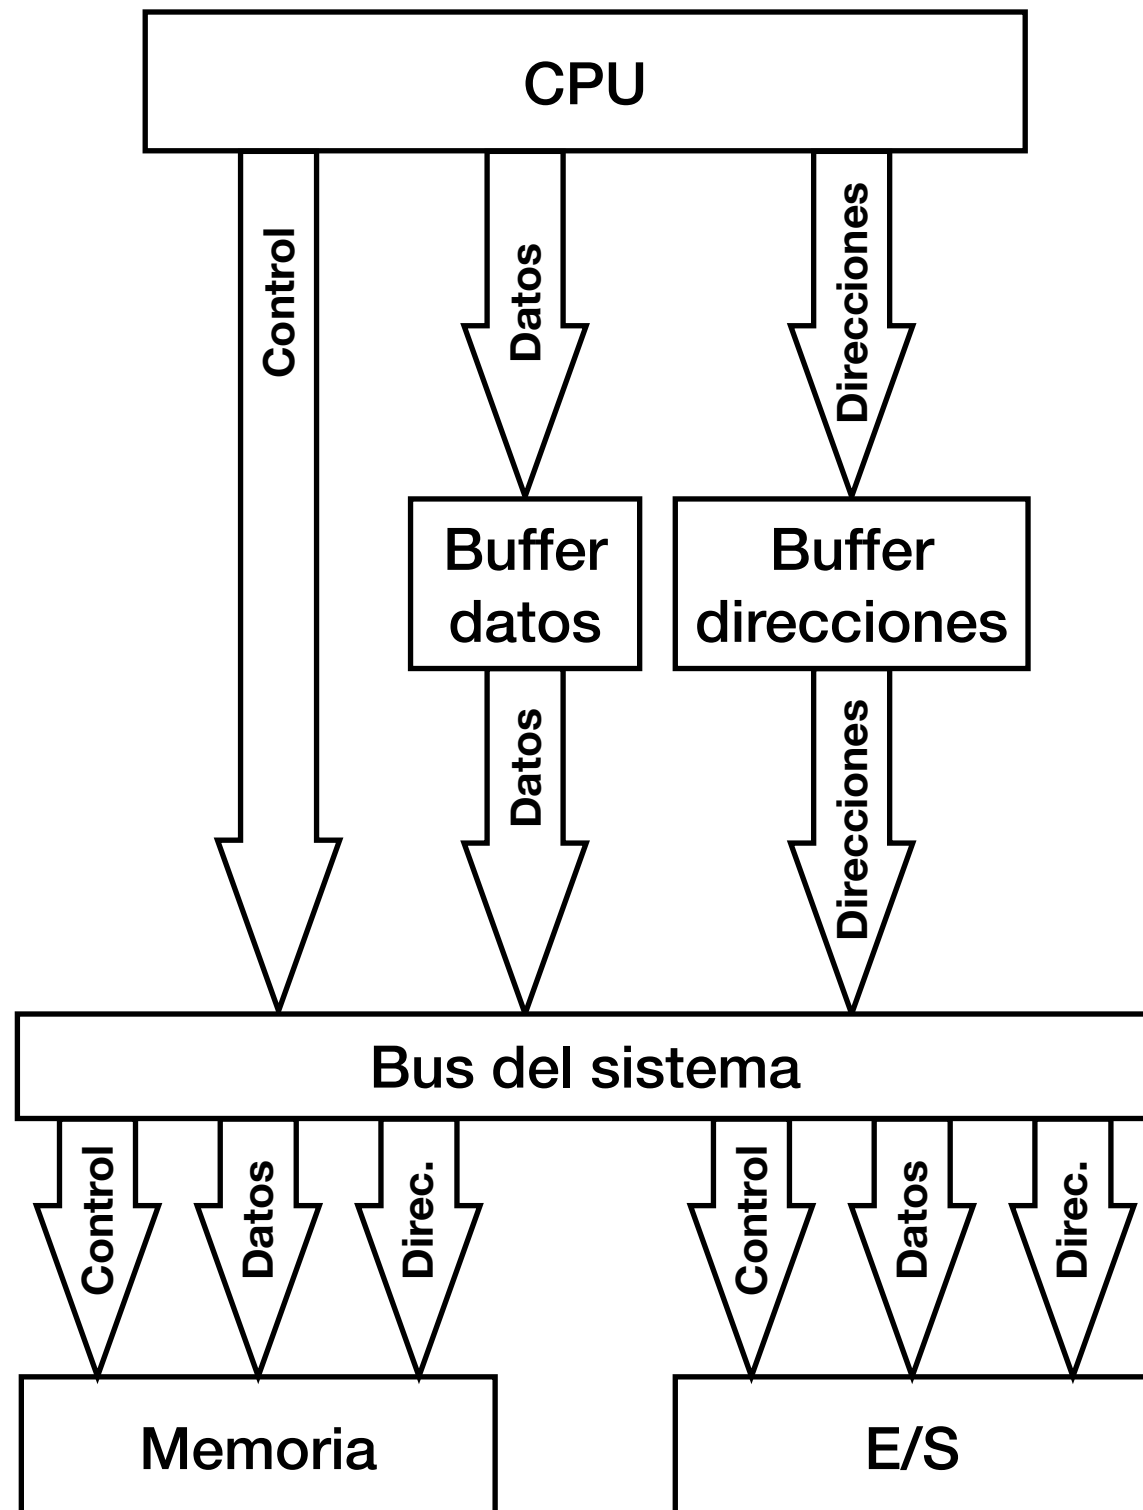 CPU
Control
Datos
Direcciones
Buffer
datos
Buffer
direcciones
Datos
Direcciones
Bus del sistema
Control
Datos
Direc.
Control
Datos
Direc.
Memoria
E/S